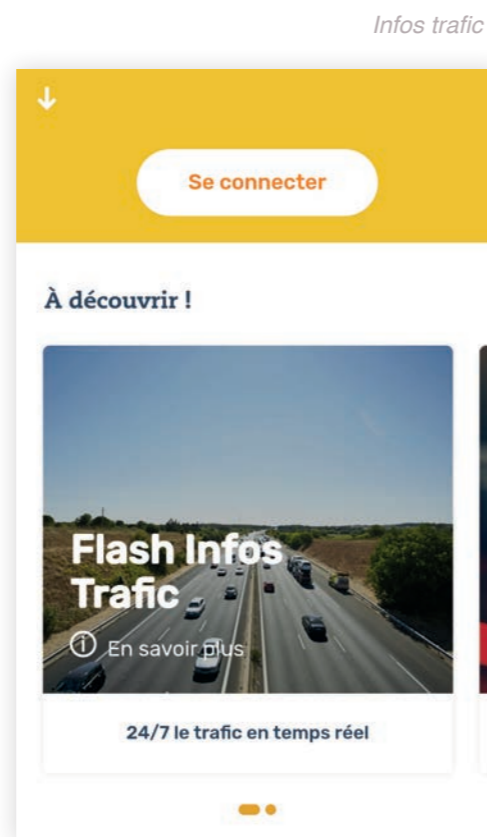 Infos trafic
Se connecter
À découvrir !
Flash Infos
Trafic
En savoir plus
24/7 le trafic en temps réel